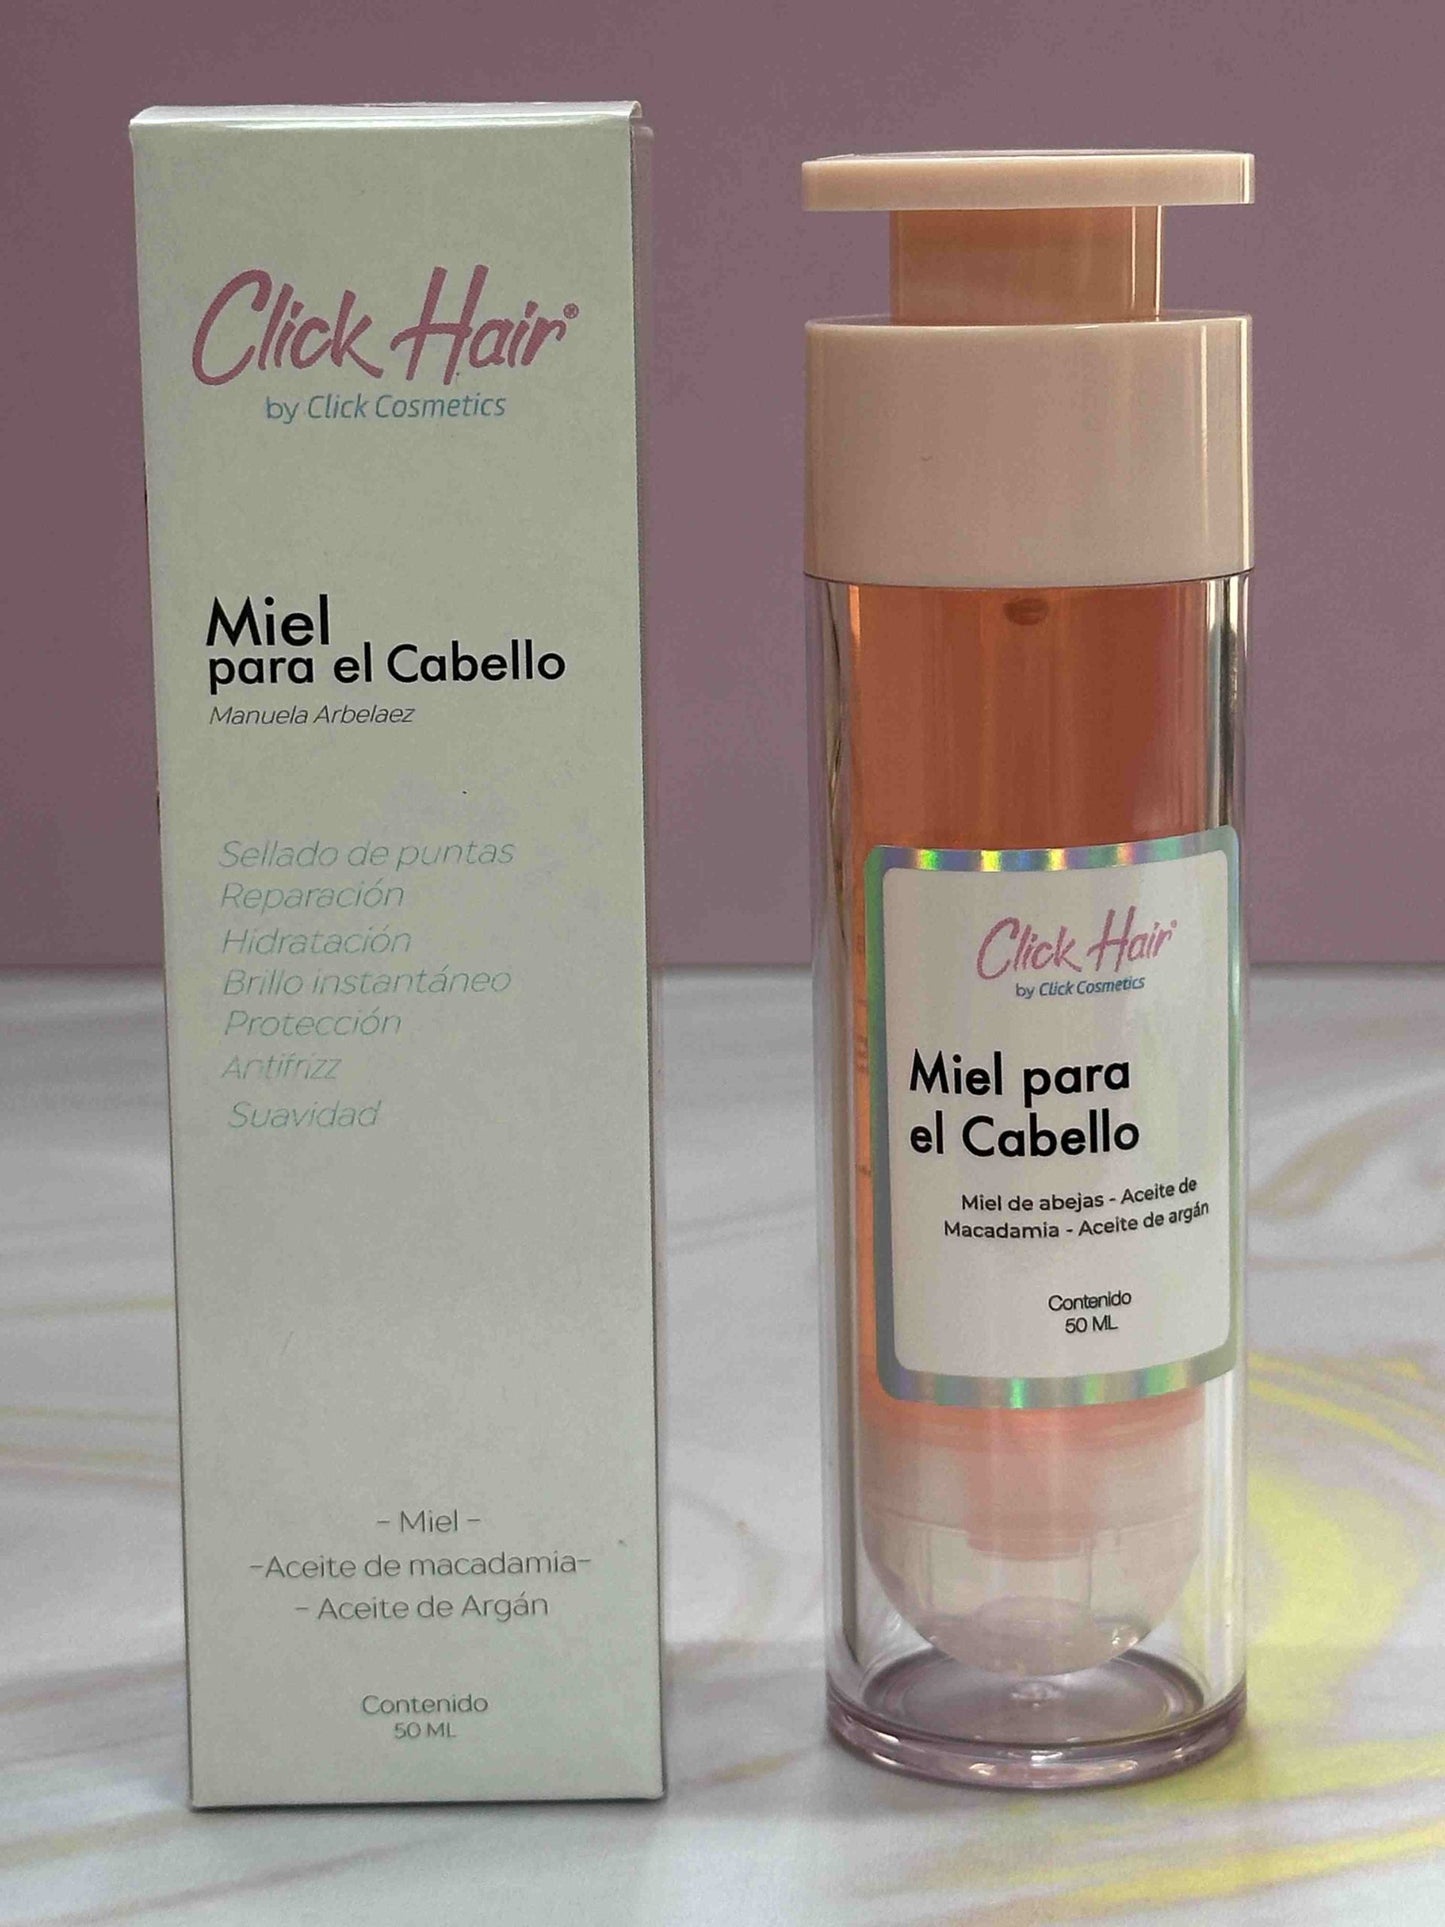 Click Hair®
by Click Cosmetics
Miel
para el Cabello
Manuela Arbelaez
Sellado de puntas
Reparación
Hidratación
Brillo instantáneo
Protección
Antifrizz
Suavidad
- Miel -
-Aceite de macadamia-
- Aceite de Argán
Contenido
50 ML
Click Hair®
by Click Cosmetics
Miel para
el Cabello
Miel de abejas - Aceite de
Macadamia - Aceite de argán
Contenido
50 ML